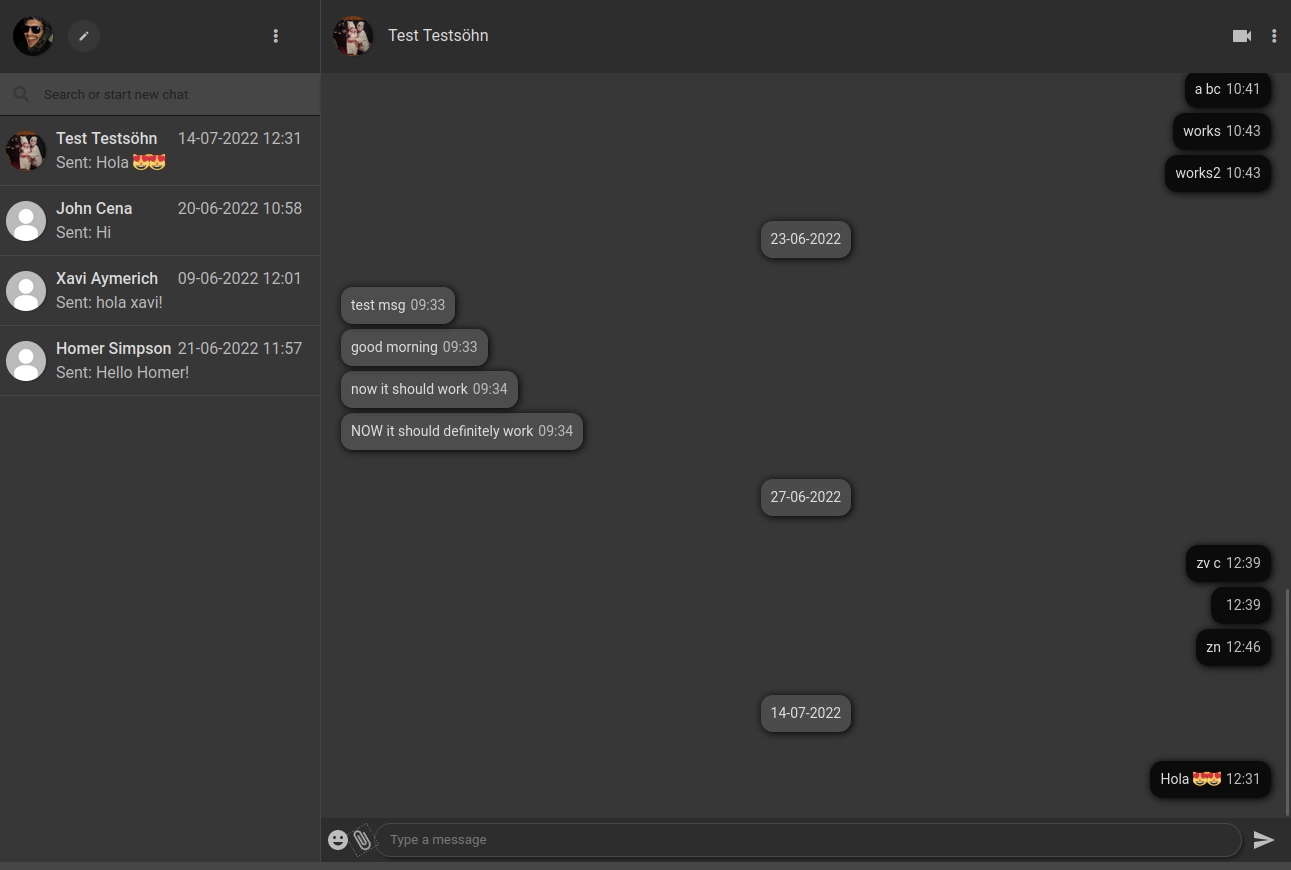 Test Testsöhn
Search or start new chat
Test Testsöhn 14-07-2022 12:31
Sent: Hola 😍😍
John Cena 20-06-2022 10:58
Sent: Hi
Xavi Aymerich 09-06-2022 12:01
Sent: hola xavi!
Homer Simpson 21-06-2022 11:57
Sent: Hello Homer!
a bc 10:41
works 10:43
works2 10:43
23-06-2022
test msg 09:33
good morning 09:33
now it should work 09:34
NOW it should definitely work 09:34
27-06-2022
zv c 12:39
12:39
zn 12:46
14-07-2022
Hola 😍😍 12:31
Type a message